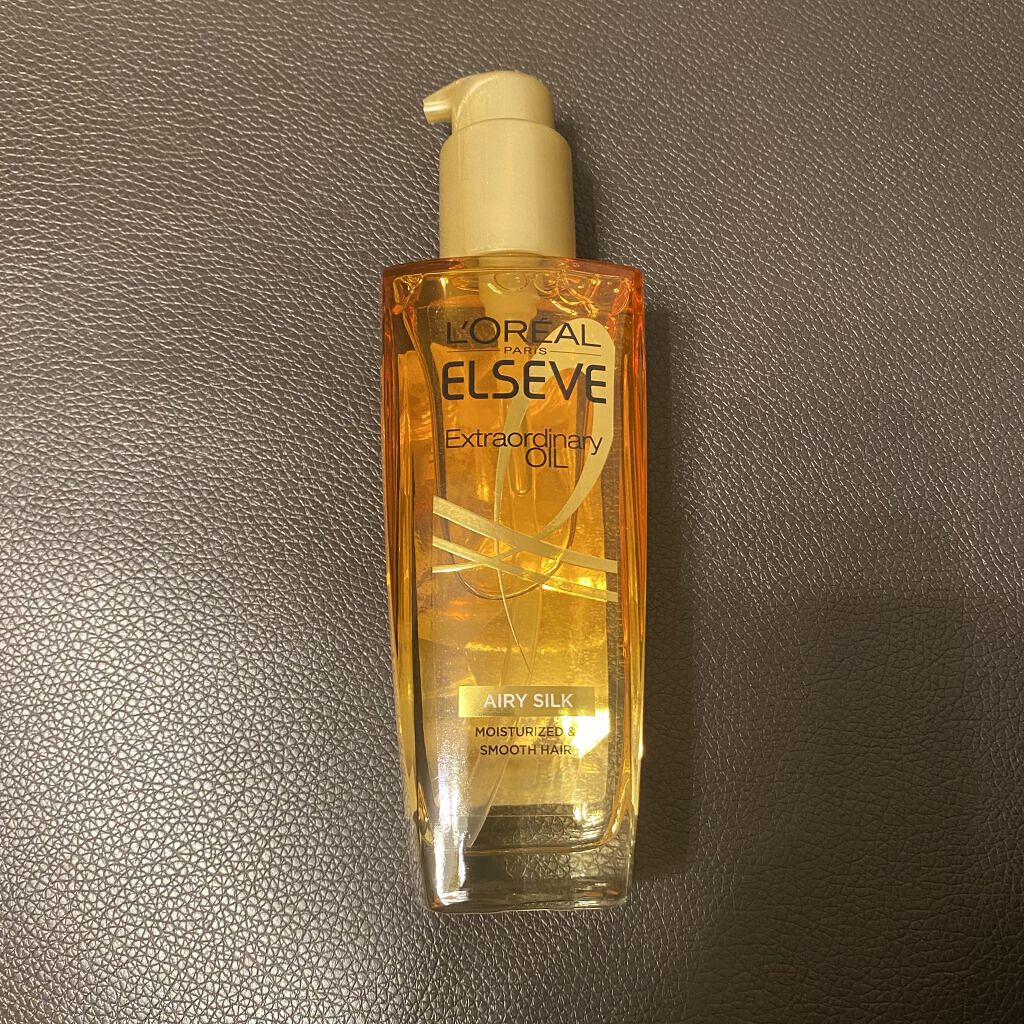 L'ORÉAL
PARIS
ELSEVE
Extraordinary
OIL
AIRY SILK
MOISTURIZED &
SMOOTH HAIR